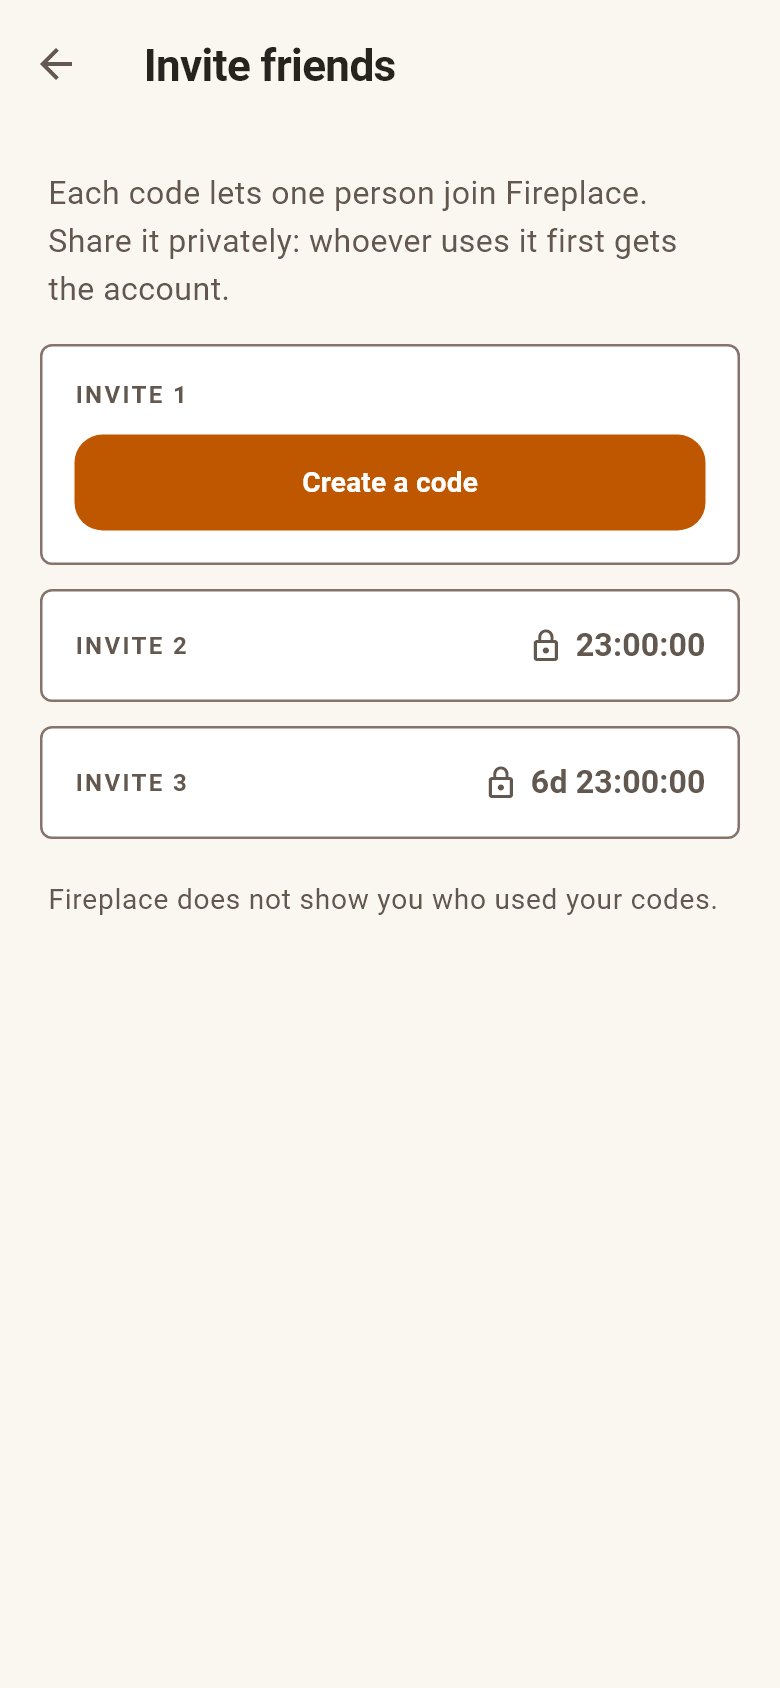 Invite friends
Each code lets one person join Fireplace.
Share it privately: whoever uses it first gets
the account.
INVITE 1
Create a code
INVITE 2
23:00:00
INVITE 3
6d 23:00:00
Fireplace does not show you who used your codes.